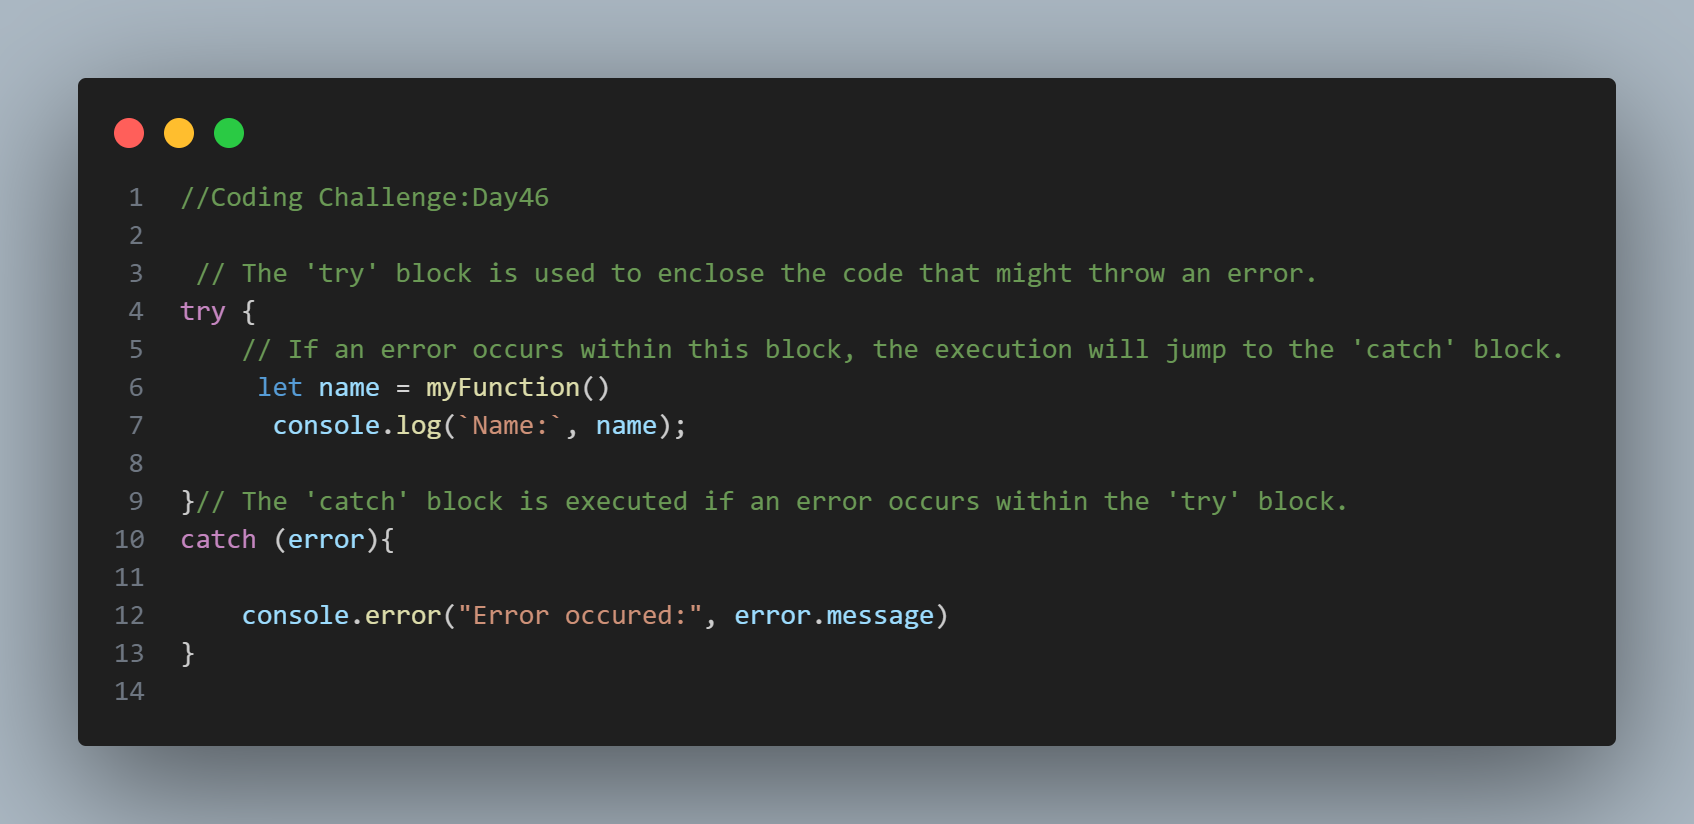 1 //Coding Challenge:Day46
2
3  // The 'try' block is used to enclose the code that might throw an error.
4 try {
5     // If an error occurs within this block, the execution will jump to the 'catch' block.
6      let name = myFunction()
7       console.log(`Name:`, name);
8
9 }// The 'catch' block is executed if an error occurs within the 'try' block.
10 catch (error){
11
12     console.error("Error occured:", error.message)
13 }
14